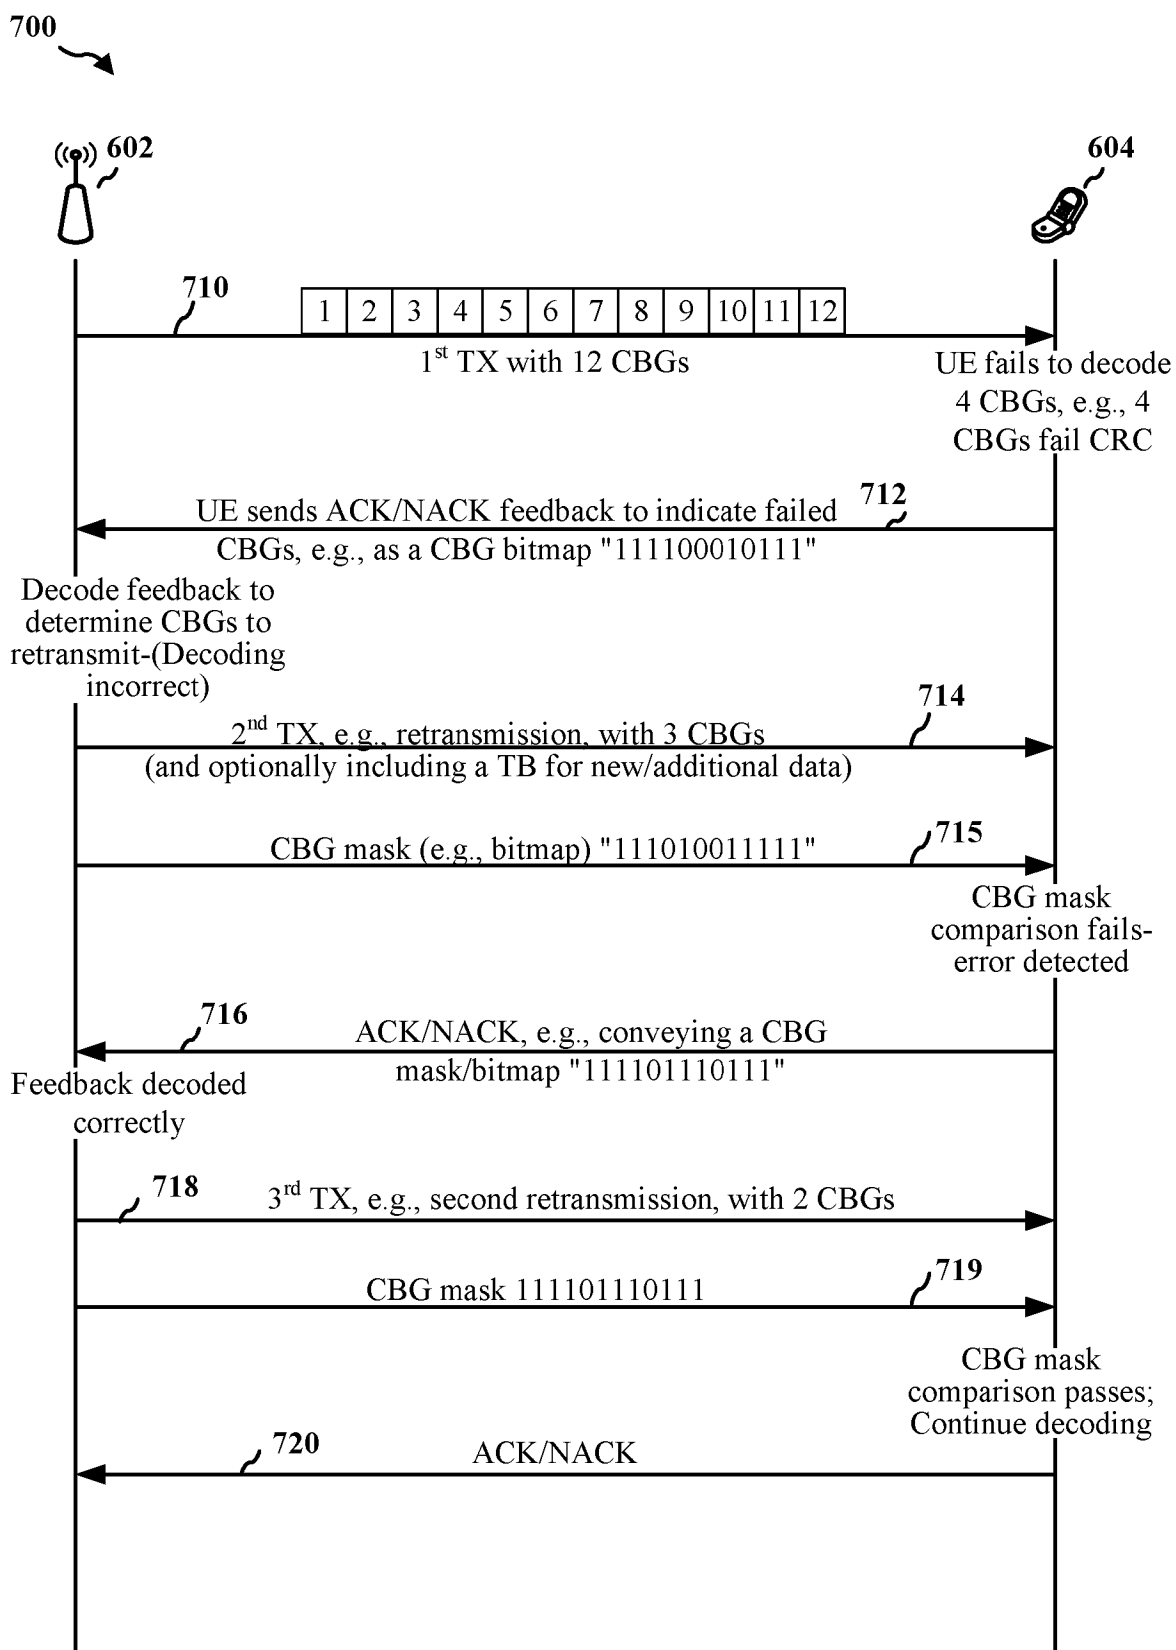 700
602
604
710
1 2 3 4 5 6 7 8 9 10 11 12
1st TX with 12 CBGs
UE fails to decode
4 CBGs, e.g., 4
CBGs fail CRC
712
UE sends ACK/NACK feedback to indicate failed
CBGs, e.g., as a CBG bitmap "111100010111"
Decode feedback to
determine CBGs to
retransmit-(Decoding
incorrect)
714
2nd TX, e.g., retransmission, with 3 CBGs
(and optionally including a TB for new/additional data)
715
CBG mask (e.g., bitmap) "111010011111"
CBG mask
comparison fails-
error detected
716
ACK/NACK, e.g., conveying a CBG
mask/bitmap "111101110111"
Feedback decoded
correctly
718
3rd TX, e.g., second retransmission, with 2 CBGs
719
CBG mask 111101110111
CBG mask
comparison passes;
Continue decoding
720
ACK/NACK